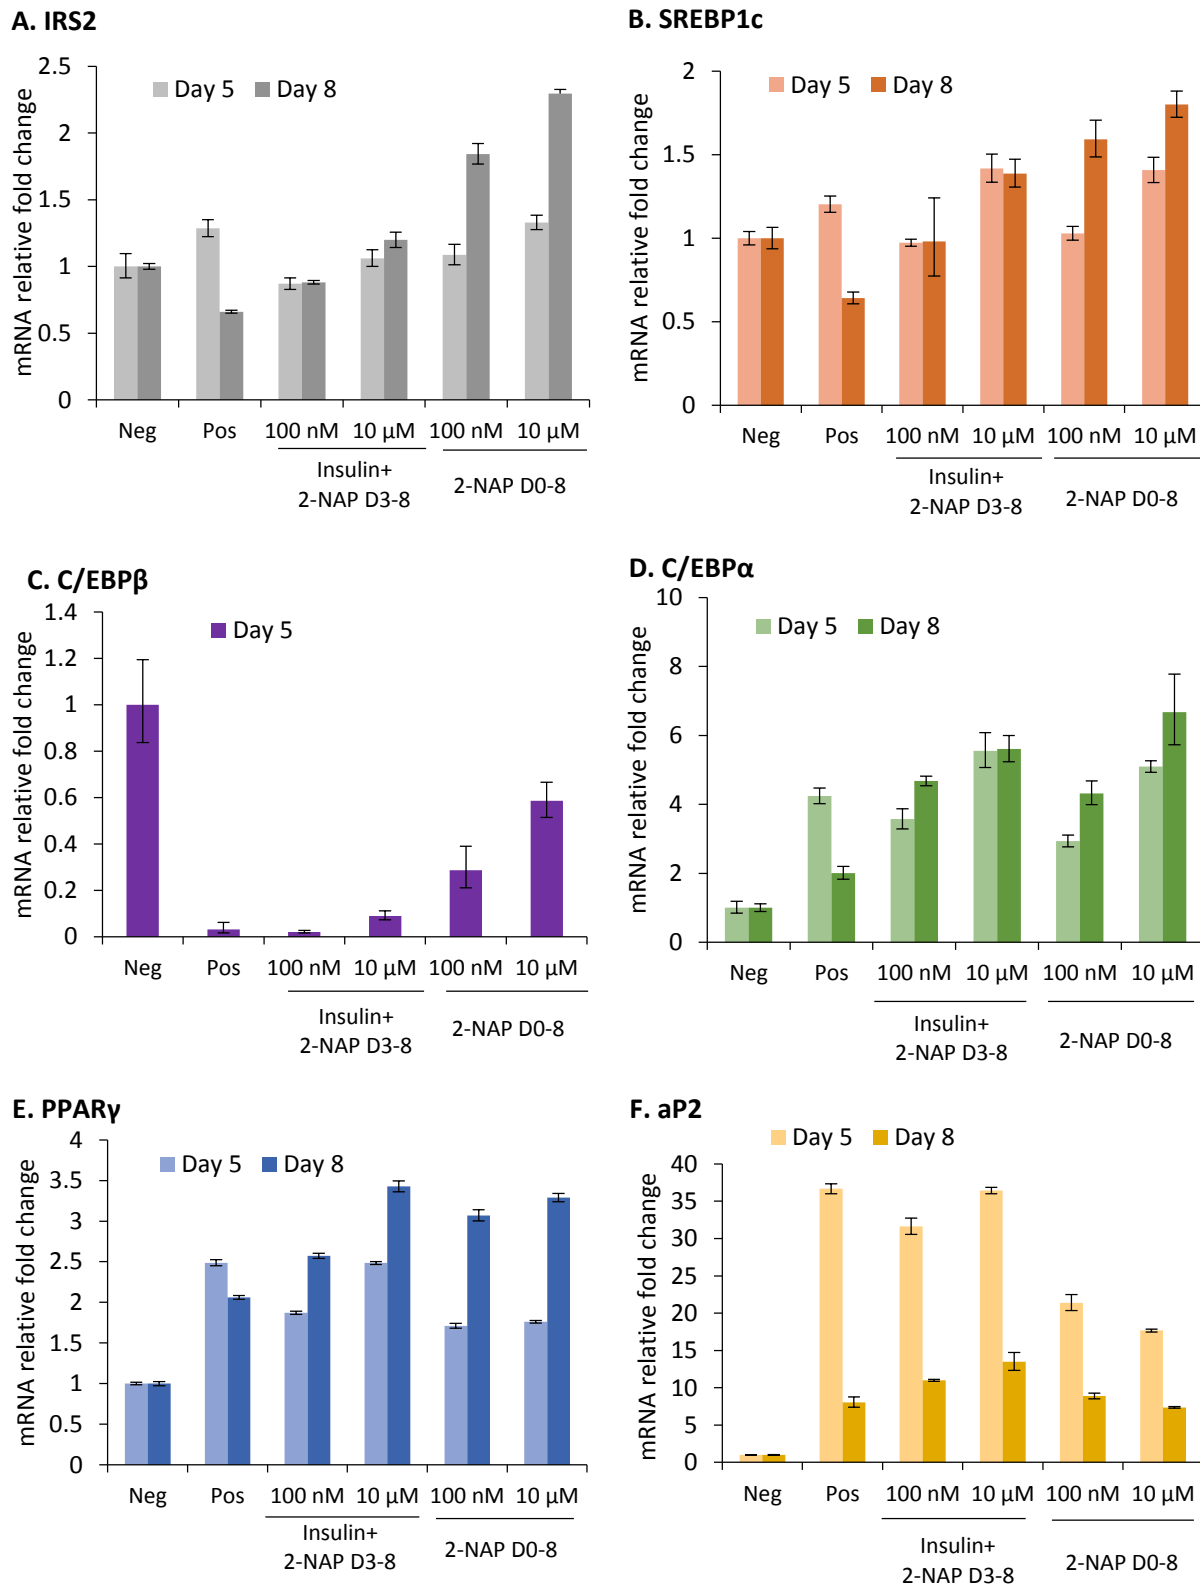 A. IRS2
mRNA relative fold change
2.5
2
1.5
1
0.5
0
Day 5 Day 8
Neg Pos 100 nM 10 µM 100 nM 10 µM
Insulin+
2-NAP D3-8
2-NAP D0-8
B. SREBP1c
mRNA relative fold change
2
1.5
1
0.5
0
Day 5 Day 8
Neg Pos 100 nM 10 µM 100 nM 10 µM
Insulin+
2-NAP D3-8
2-NAP D0-8
C. C/EBPβ
mRNA relative fold change
1.4
1.2
1
0.8
0.6
0.4
0.2
0
Day 5
Neg Pos 100 nM 10 µM 100 nM 10 µM
Insulin+
2-NAP D3-8
2-NAP D0-8
D. C/EBPα
mRNA relative fold change
10
8
6
4
2
0
Day 5 Day 8
Neg Pos 100 nM 10 µM 100 nM 10 µM
Insulin+
2-NAP D3-8
2-NAP D0-8
E. PPARγ
mRNA relative fold change
4
3.5
3
2.5
2
1.5
1
0.5
0
Day 5 Day 8
Neg Pos 100 nM 10 µM 100 nM 10 µM
Insulin+
2-NAP D3-8
2-NAP D0-8
F. aP2
mRNA relative fold change
40
35
30
25
20
15
10
5
0
Day 5 Day 8
Neg Pos 100 nM 10 µM 100 nM 10 µM
Insulin+
2-NAP D3-8
2-NAP D0-8